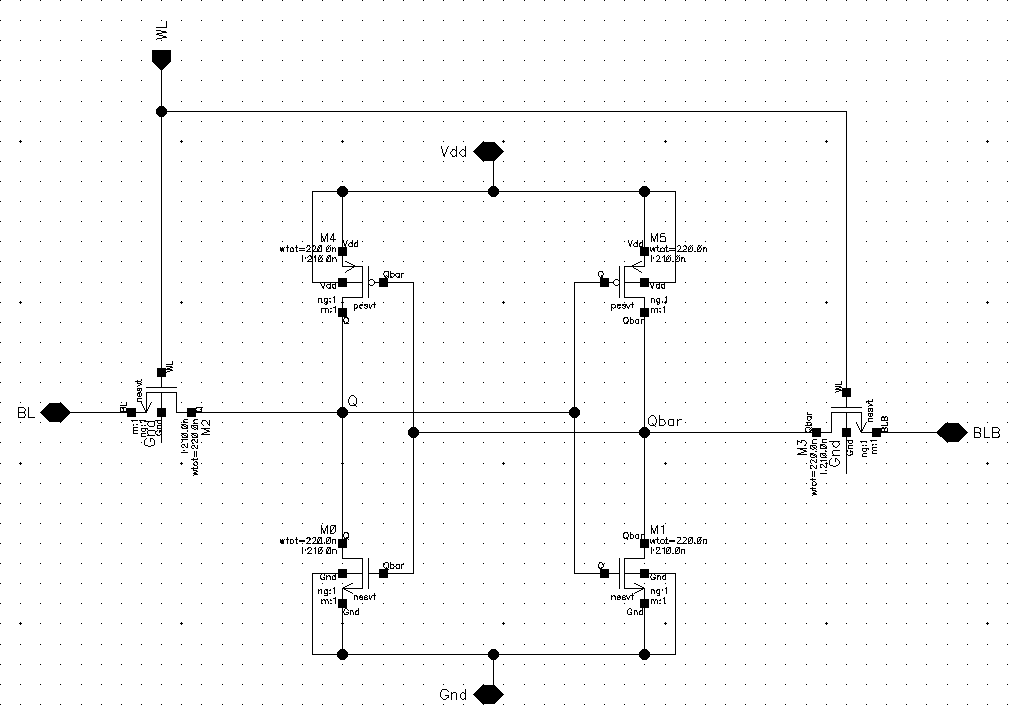 WL
Vdd
M4
Vdd
wtot=220.0n
l:210.0n
Vdd
Qbar
ng:1
m:1
pesvt
Q
M5
Vdd
wtot=220.0n
l:210.0n
Q
Vdd
ng:1
m:1
pesvt
Qbar
WL
nesvt
BL
BL
Q
m:1
ng:1
Gnd
Gnd
l:210.0n
wtot=220.0n
M2
Q
Qbar
WL
nesvt
Qbar
BLB
BLB
M3
wtot=220.0n
l:210.0n
Gnd
Gnd
ng:1
m:1
M0
Q
wtot=220.0n
l:210.0n
Gnd
Qbar
ng:1
m:1
nesvt
Gnd
M1
Qbar
wtot=220.0n
l:210.0n
Q
Gnd
ng:1
m:1
nesvt
Gnd
Gnd